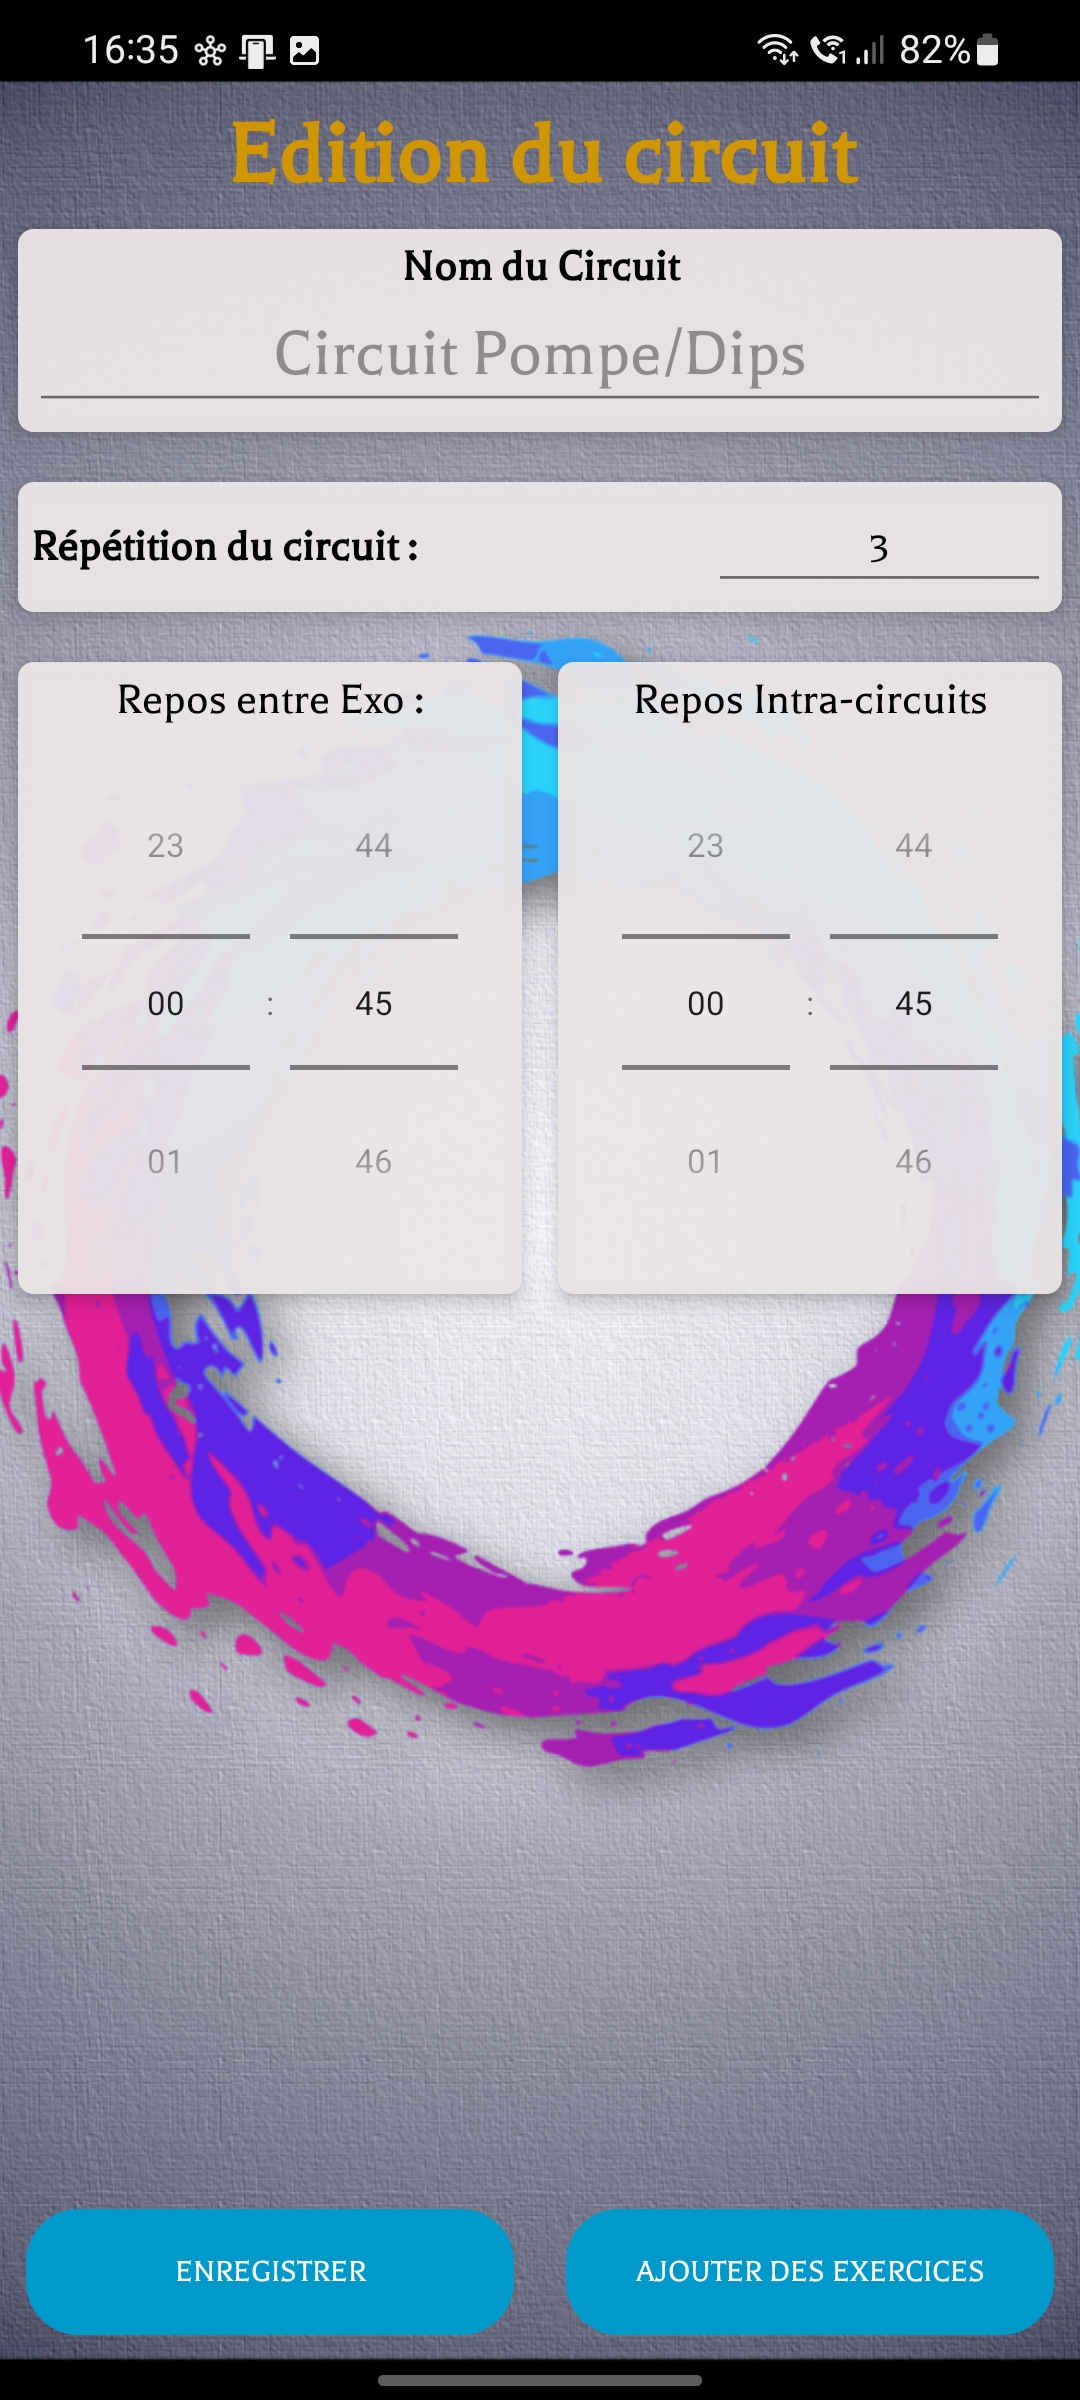 16:35 1 82%
Edition du circuit
Nom du Circuit
Circuit Pompe/Dips
Répétition du circuit : 3
Repos entre Exo : Repos Intra-circuits
23 44 23 44
00 : 45 00 : 45
01 46 01 46
ENREGISTRER AJOUTER DES EXERCICES